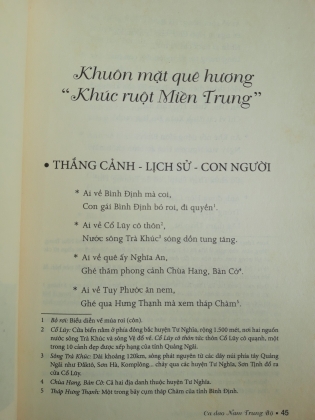 Khuôn mặt quê hương
“Khúc ruột Miền Trung”
• THẮNG CẢNH - LỊCH SỬ - CON NGƯỜI
* Ai về Bình Định mà coi,
Con gái Bình Định bỏ roi, đi quyền¹.
* Ai về Cổ Lũy cô thôn²,
Nước sông Trà Khúc³ sóng dồn tung tăng.
* Ai về quê ấy Nghĩa An,
Ghé thăm phong cảnh Chùa Hang, Bàn Cờ⁴.
* Ai về Tuy Phước ăn nem,
Ghé qua Hưng Thạnh mà xem tháp Chàm⁵.
1 Bỏ roi: Biểu diễn về múa roi (côn).
2 Cổ Lũy: Cửa biển nằm ở phía đông bắc huyện Tư Nghĩa, rộng 1.500 mét, nơi hai nguồn
nước sông Trà Khúc và sông Vệ đổ về. Cổ Lũy cô thôn tức thôn Cổ Lũy cô quạnh, một
trong 10 cảnh đẹp được xếp hạng của tỉnh Quảng Ngãi.
3 Sông Trà Khúc: Dài khoảng 120km, sông phát nguyên từ các dãy núi phía tây Quảng
Ngãi như Đắktô, Sơn Hà, Komplông... chảy qua các huyện Tư Nghĩa, Sơn Tịnh đổ ra
cửa Cổ Lũy.
4 Chùa Hang, Bàn Cờ: Cả hai địa danh thuộc huyện Tư Nghĩa.
5 Tháp Hưng Thạnh: Một trong bảy cụm tháp Chàm của tỉnh Bình Định.
Ca dao Nam Trung Bộ • 45